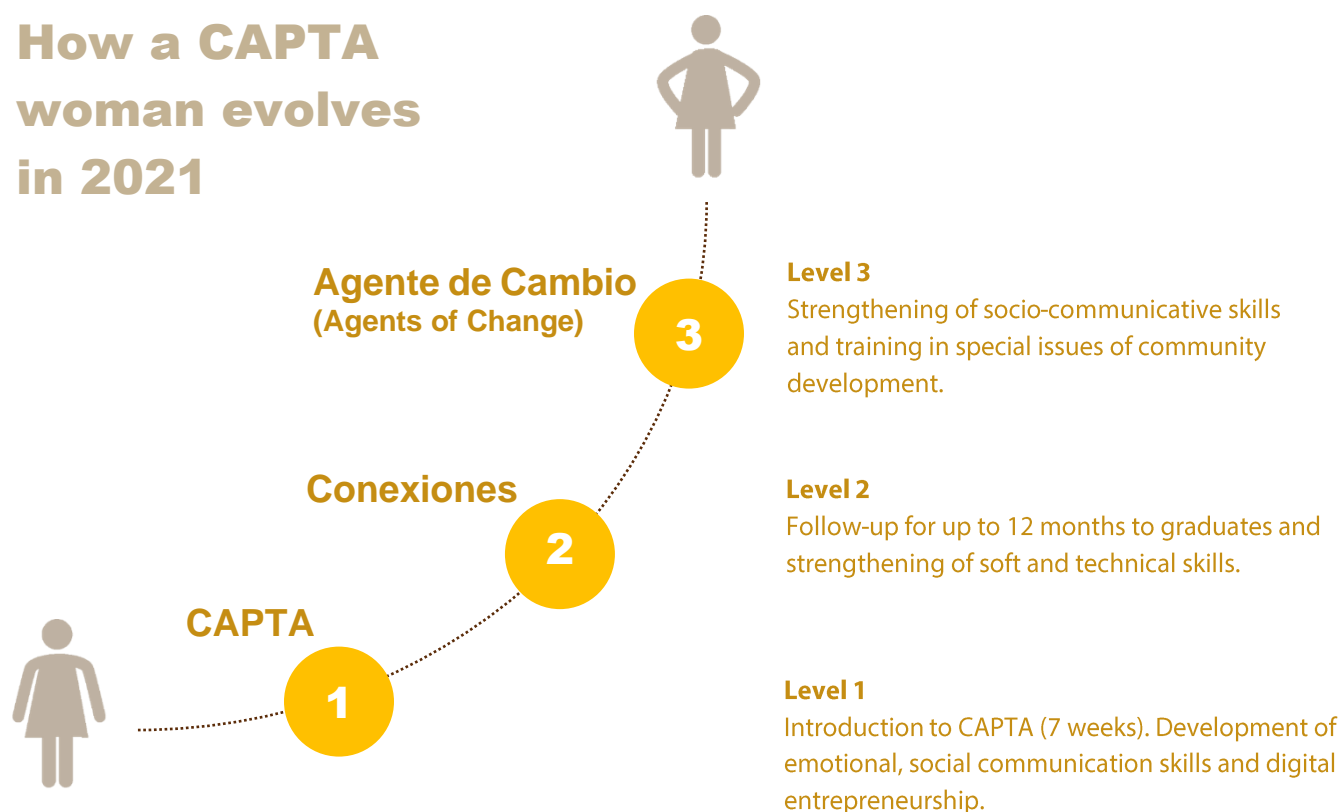 How a CAPTA
woman evolves
in 2021
Agente de Cambio
(Agents of Change)
3
Level 3
Strengthening of socio-communicative skills
and training in special issues of community
development.
Conexiones
2
Level 2
Follow-up for up to 12 months to graduates and
strengthening of soft and technical skills.
CAPTA
1
Level 1
Introduction to CAPTA (7 weeks). Development of
emotional, social communication skills and digital
entrepreneurship.